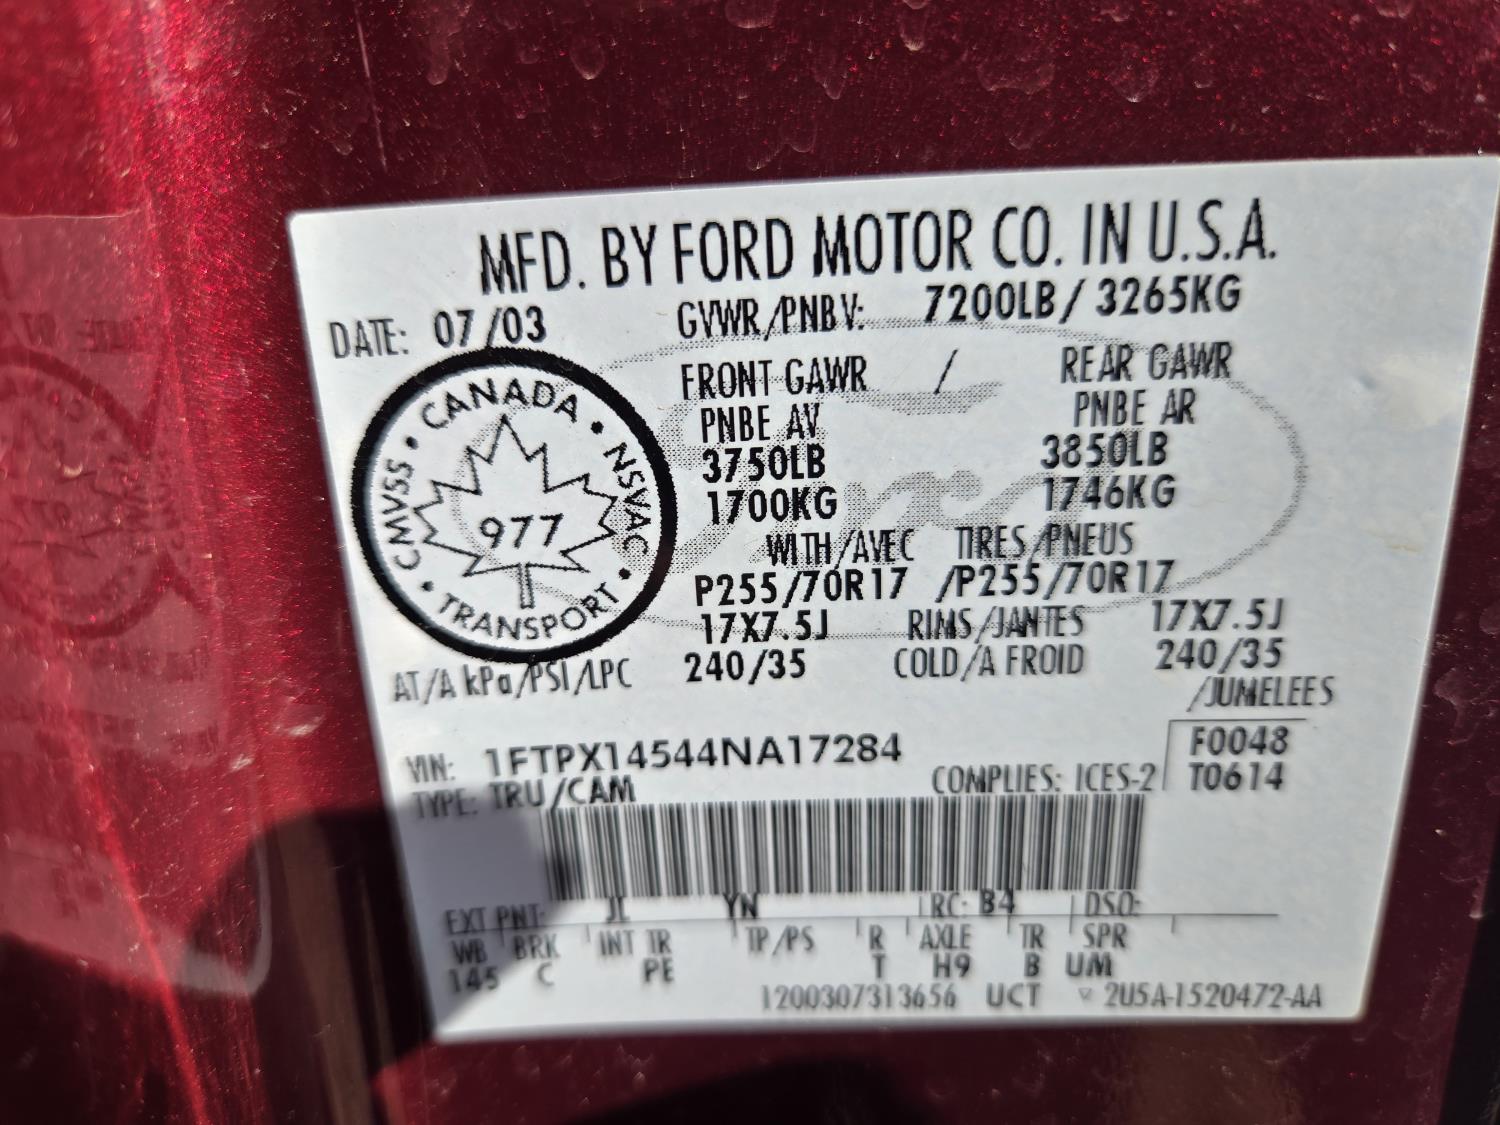 MFD. BY FORD MOTOR CO. IN U.S.A.
DATE: 07/03 GVWR/PNBV: 7200LB/ 3265KG
FRONT GAWR / REAR GAWR
PNBE AV PNBE AR
3750LB 3850LB
1700KG 1746KG
WITH/AVEC TIRES/PNEUS
P255/70R17 /P255/70R17
17X7.5J RIMS/JANTES 17X7.5J
AT/A kPa/PSI/LPC 240/35 COLD/A FROID 240/35
/JUMELEES
CANADA
CMVSS • NSVAC
977
TRANSPORT
VIN: 1FTPX14544NA17284 F0048
TYPE: TRU/CAM COMPLIES: ICES-2 T0614
EXT PNT: JL YN RC: B4 DSO:
WB BRK INT TR TP/PS R AXLE TR SPR
145 C PE T H9 B UM
1200307313656 UCT 2U5A-1520472-AA